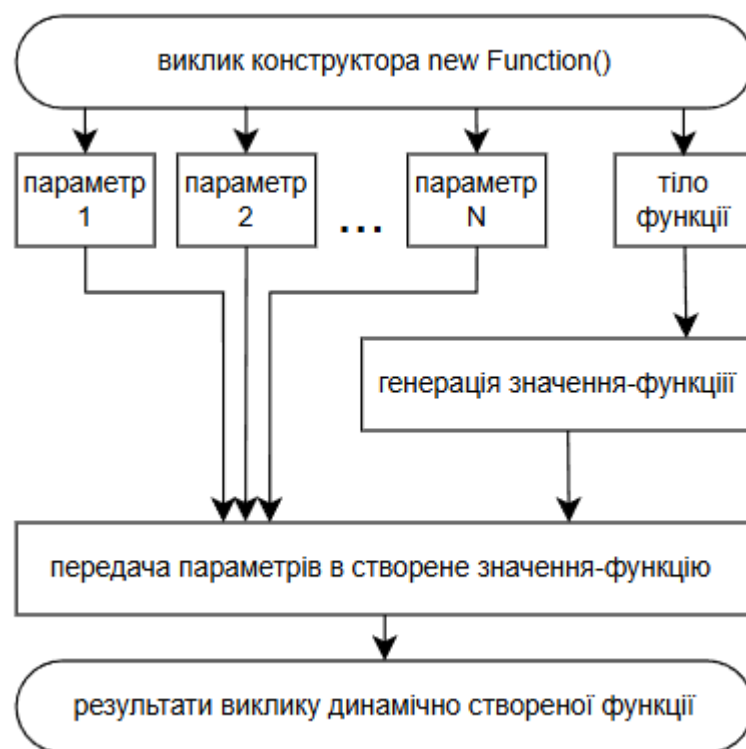 виклик конструктора new Function()
параметр
1
параметр
2
...
параметр
N
тіло
функції
генерація значення-функціїї
передача параметрів в створене значення-функцію
результати виклику динамічно створеної функції